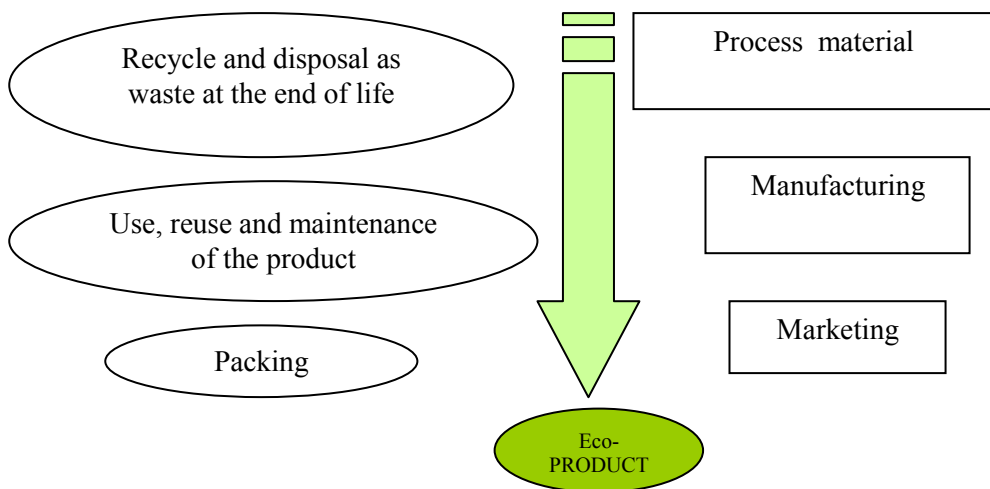 Recycle and disposal as
waste at the end of life
Process material
Use, reuse and maintenance
of the product
Manufacturing
Packing
Marketing
Eco-
PRODUCT